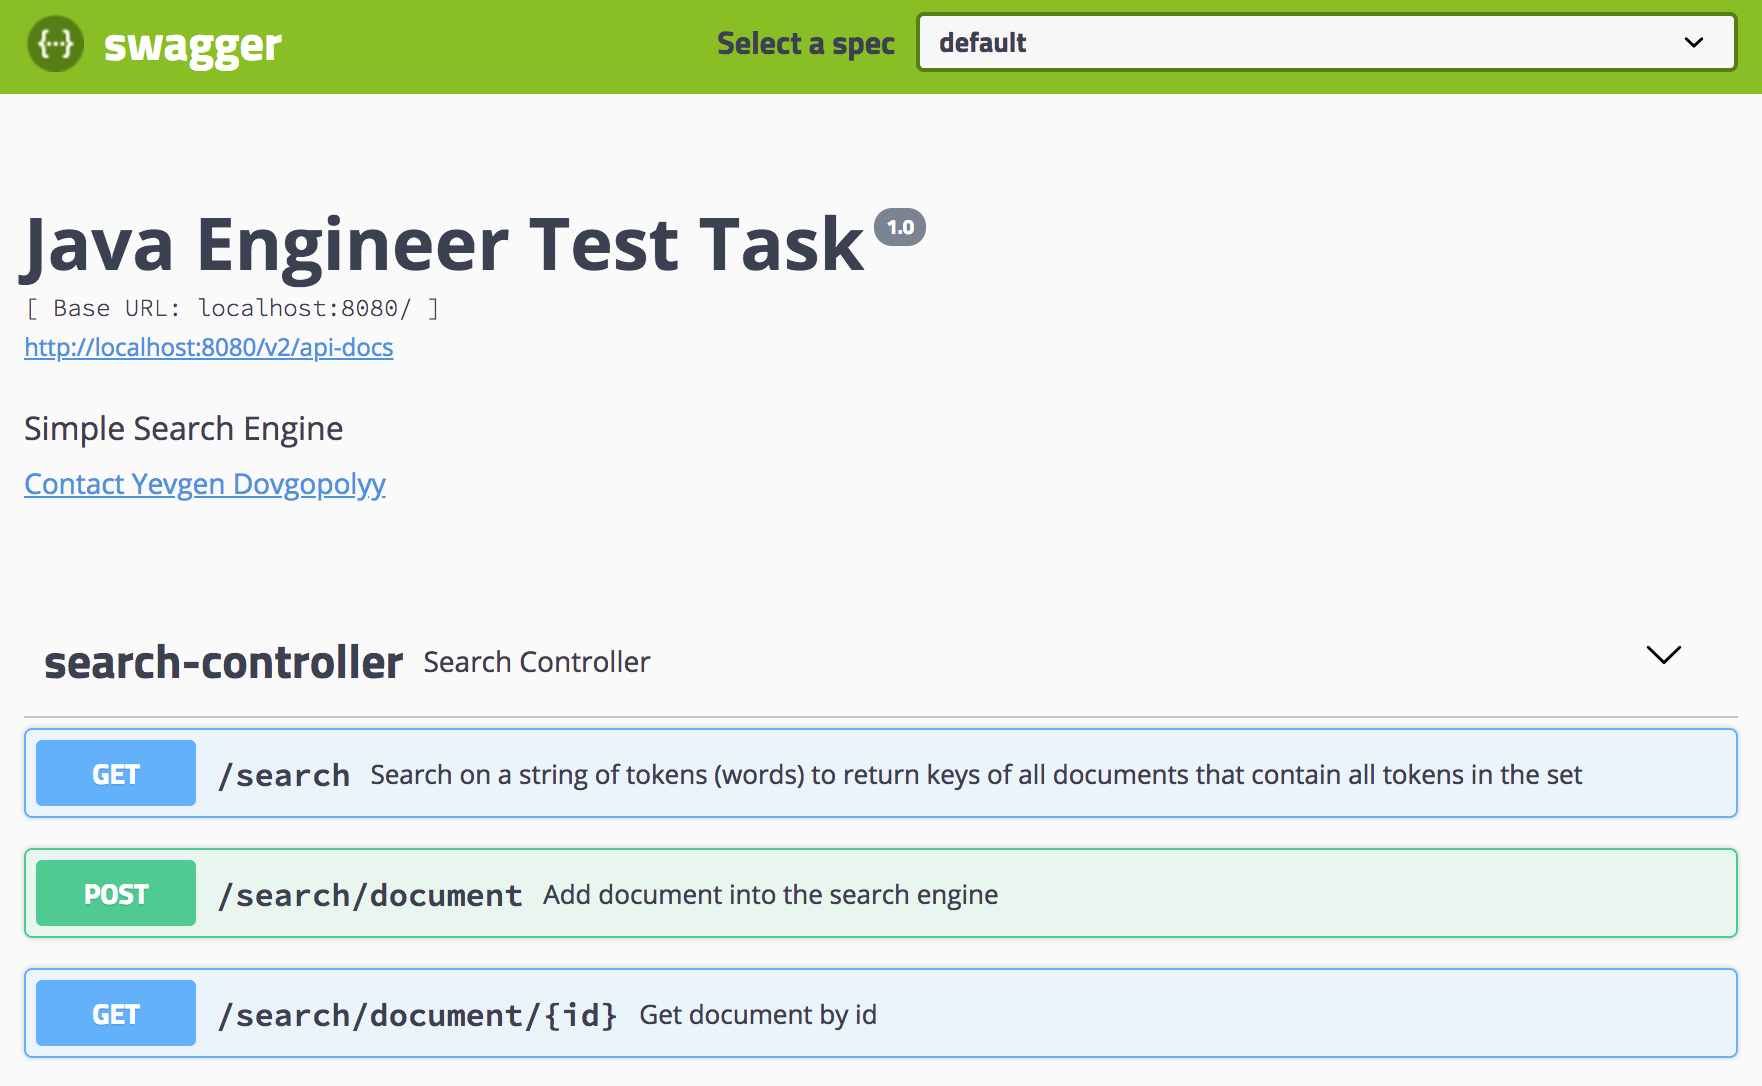 {···} swagger Select a spec default
Java Engineer Test Task 1.0
[ Base URL: localhost:8080/ ]
http://localhost:8080/v2/api-docs
Simple Search Engine
Contact Yevgen Dovgopolyy
search-controller Search Controller
GET /search Search on a string of tokens (words) to return keys of all documents that contain all tokens in the set
POST /search/document Add document into the search engine
GET /search/document/{id} Get document by id